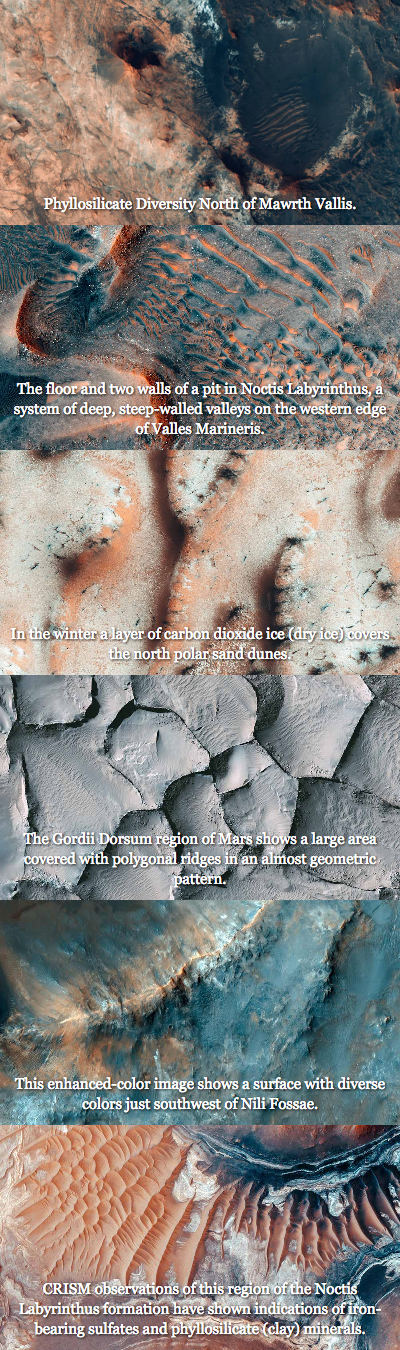 Phyllosilicate Diversity North of Mawrth Vallis.
The floor and two walls of a pit in Noctis Labyrinthus, a
system of deep, steep-walled valleys on the western edge
of Valles Marineris.
In the winter a layer of carbon dioxide ice (dry ice) covers
the north polar sand dunes.
The Gordii Dorsum region of Mars shows a large area
covered with polygonal ridges in an almost geometric
pattern.
This enhanced-color image shows a surface with diverse
colors just southwest of Nili Fossae.
CRISM observations of this region of the Noctis
Labyrinthus formation have shown indications of iron-
bearing sulfates and phyllosilicate (clay) minerals.